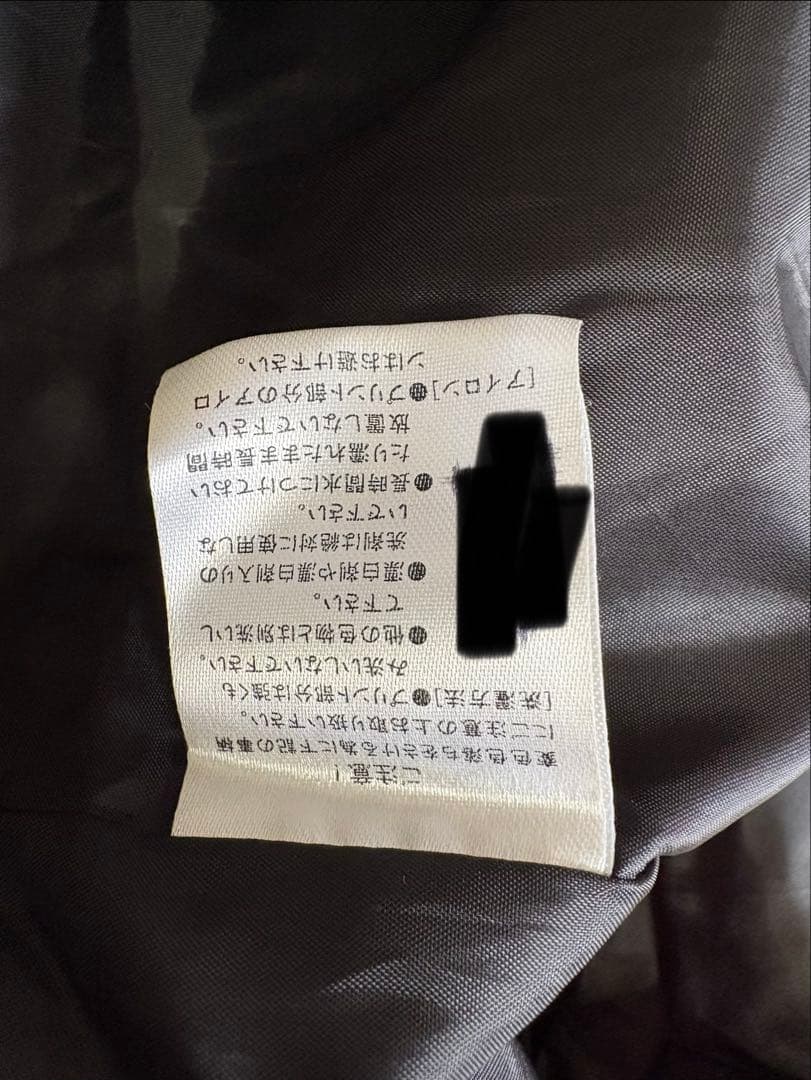 ご注意!
変色色落ちをさける為に下記の事柄
にご注意の上お取り扱い下さい。
[洗濯方法]●プリント部分は強くも
み洗いしないで下さい。
●他の色物とは別洗いし
て下さい。
●漂白剤や漂白剤入りの
洗剤は絶対に使用しな
いで下さい。
●長時間水につけておい
たり濡れたまま長時間
放置しないで下さい。
[アイロン]●プリント部分のアイロ
ンはお避け下さい。